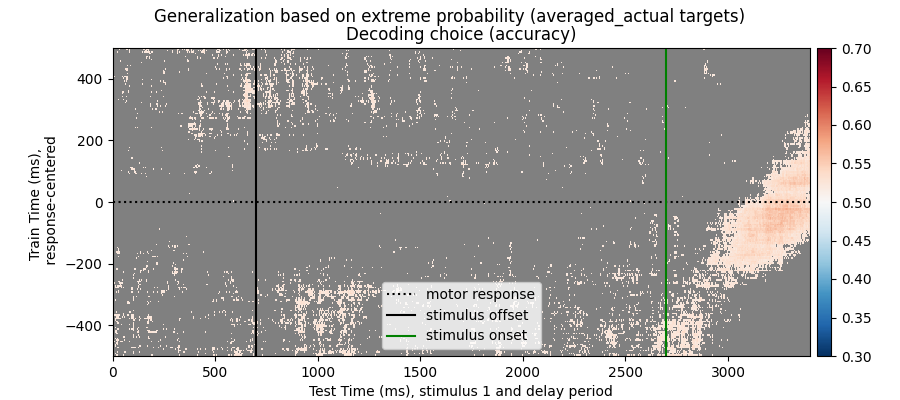 Generalization based on extreme probability (averaged_actual targets)
Decoding choice (accuracy)
Train Time (ms),
response-centered
400
200
0
−200
−400
motor response
stimulus offset
stimulus onset
0
500
1000
1500
2000
2500
3000
Test Time (ms), stimulus 1 and delay period
0.70
0.65
0.60
0.55
0.50
0.45
0.40
0.35
0.30